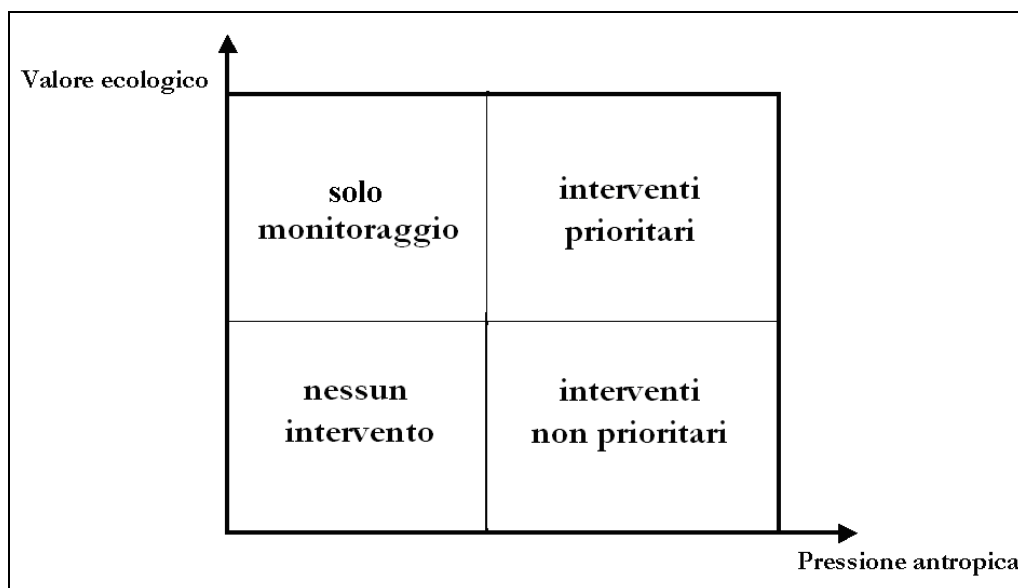 Valore ecologico
solo
monitoraggio
interventi
prioritari
nessun
intervento
interventi
non prioritari
Pressione antropica